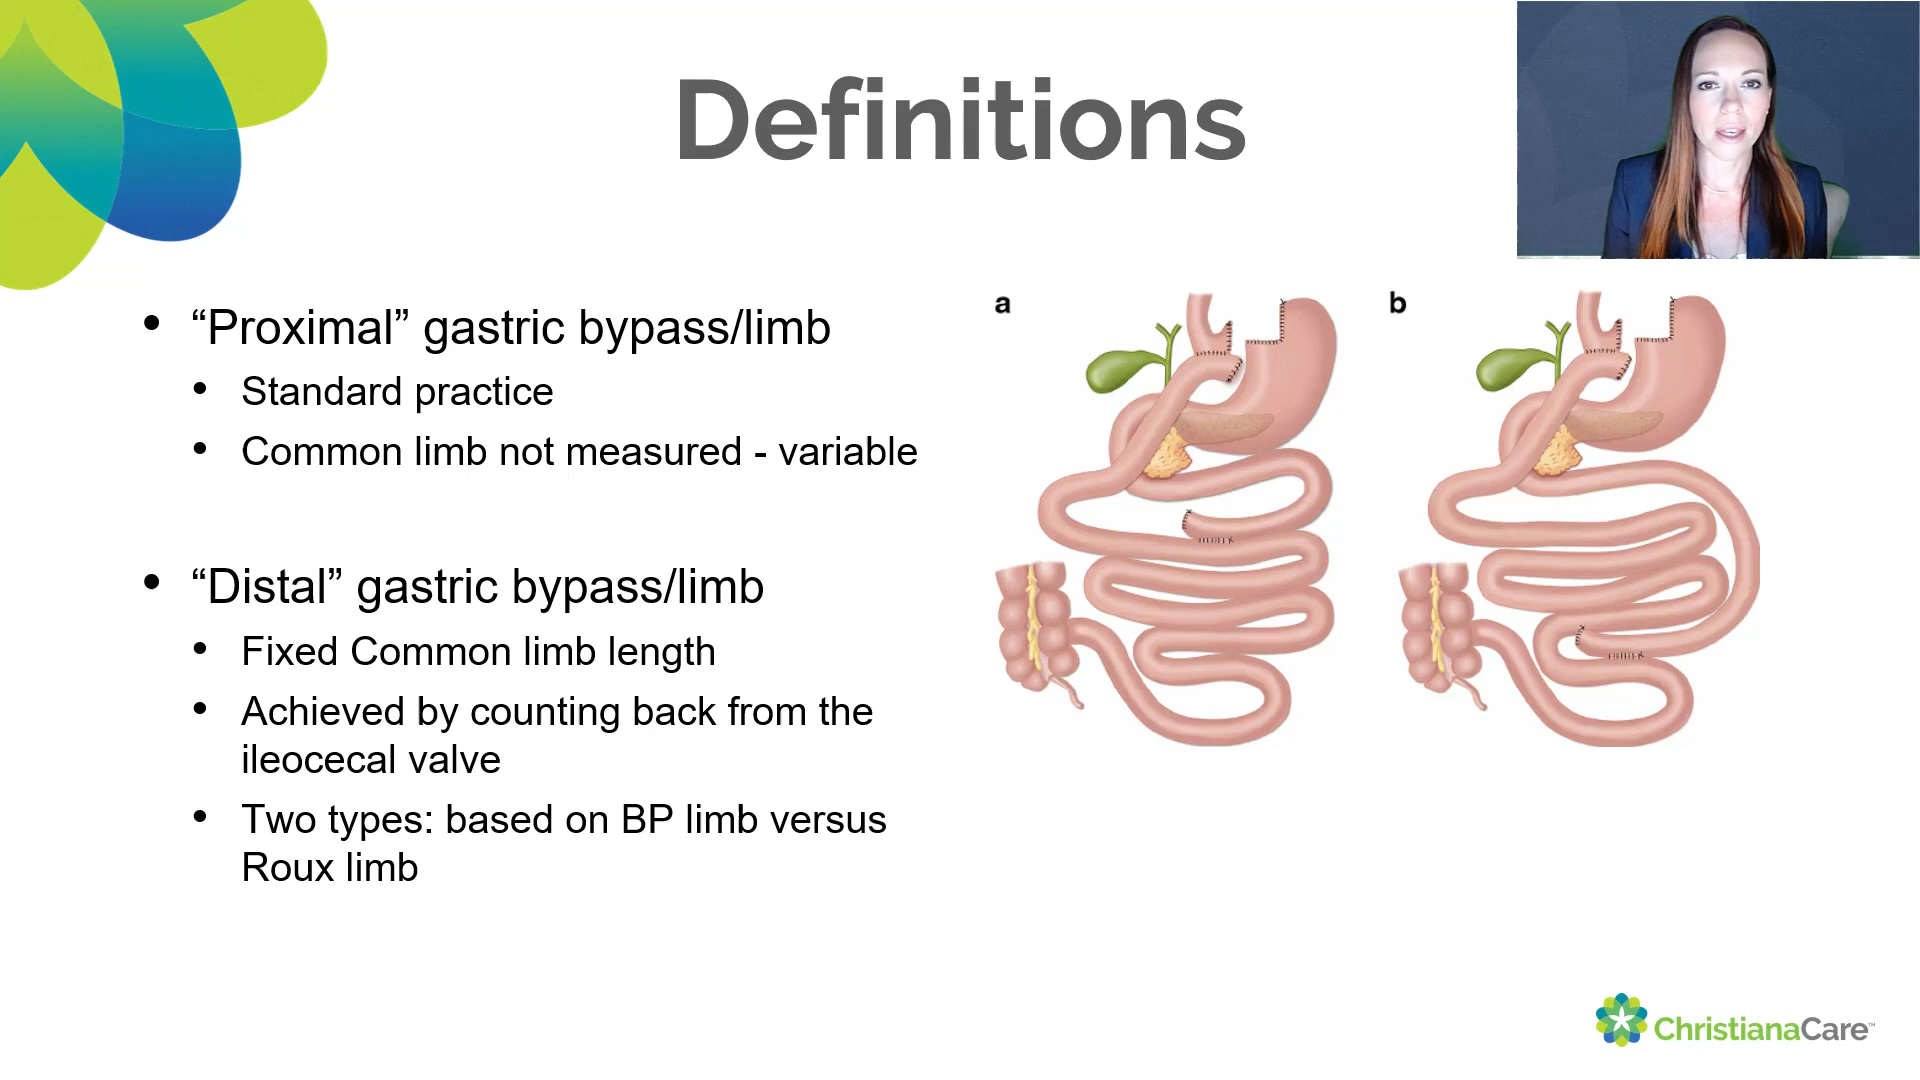 Definitions
• “Proximal” gastric bypass/limb
• Standard practice
• Common limb not measured - variable
• “Distal” gastric bypass/limb
• Fixed Common limb length
• Achieved by counting back from the
ileocecal valve
• Two types: based on BP limb versus
Roux limb
a
b
ChristianaCare™